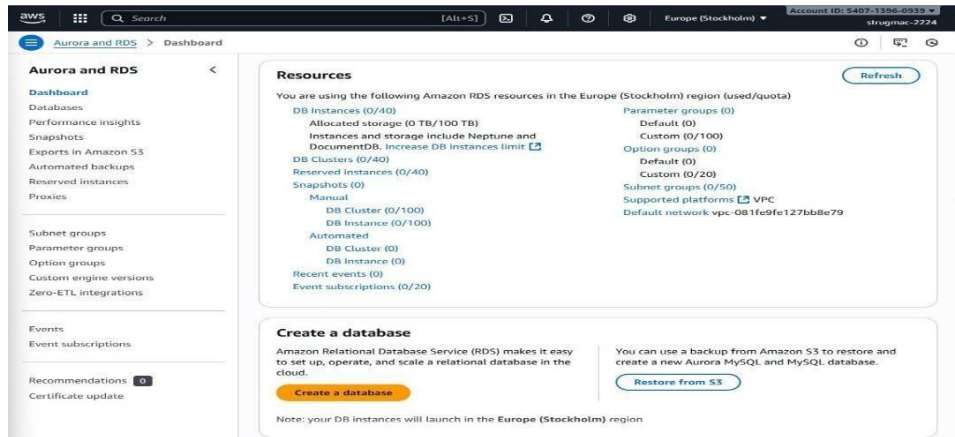 aws
Search
[Alt+S]
Europe (Stockholm)
Account ID: 5407-1396-0939
strugmac-2224
Aurora and RDS > Dashboard
Aurora and RDS
Dashboard
Databases
Performance insights
Snapshots
Exports in Amazon S3
Automated backups
Reserved instances
Proxies
Subnet groups
Parameter groups
Option groups
Custom engine versions
Zero-ETL integrations
Events
Event subscriptions
Recommendations 0
Certificate update
Resources
Refresh
You are using the following Amazon RDS resources in the Europe (Stockholm) region (used/quota)
DB Instances (0/40)
Allocated storage (0 TB/100 TB)
Instances and storage include Neptune and
DocumentDB. Increase DB instances limit
DB Clusters (0/40)
Reserved instances (0/40)
Snapshots (0)
Manual
DB Cluster (0/100)
DB Instance (0/100)
Automated
DB Cluster (0)
DB Instance (0)
Recent events (0)
Event subscriptions (0/20)
Parameter groups (0)
Default (0)
Custom (0/100)
Option groups (0)
Default (0)
Custom (0/20)
Subnet groups (0/50)
Supported platforms VPC
Default network vpc-081fe9fe127bb8e79
Create a database
Amazon Relational Database Service (RDS) makes it easy
to set up, operate, and scale a relational database in the
cloud.
Create a database
You can use a backup from Amazon S3 to restore and
create a new Aurora MySQL and MySQL database.
Restore from S3
Note: your DB instances will launch in the Europe (Stockholm) region